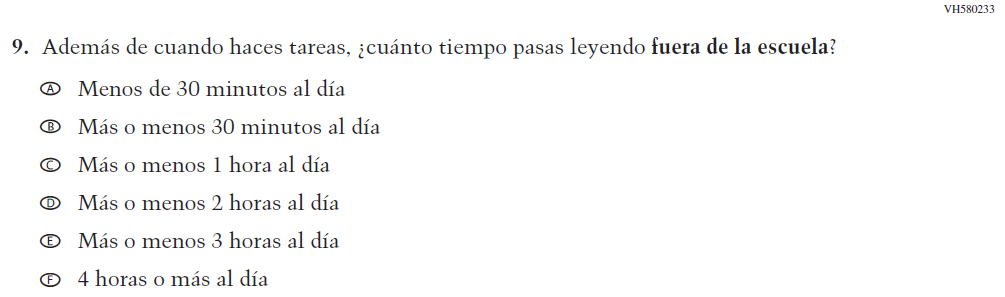 VH580233
9. Además de cuando haces tareas, ¿cuánto tiempo pasas leyendo fuera de la escuela?
A Menos de 30 minutos al día
B Más o menos 30 minutos al día
C Más o menos 1 hora al día
D Más o menos 2 horas al día
E Más o menos 3 horas al día
F 4 horas o más al día